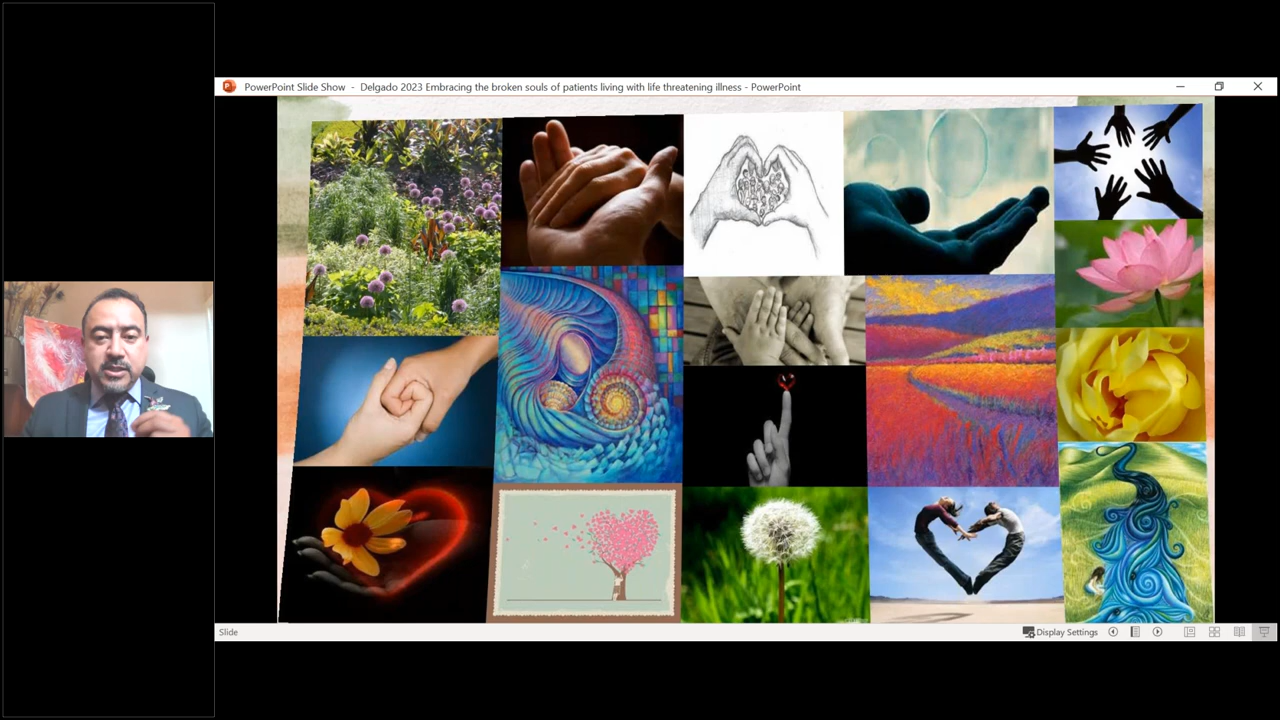 PowerPoint Slide Show - Delgado 2023 Embracing the broken souls of patients living with life threatening illness - PowerPoint
Slide
Display Settings